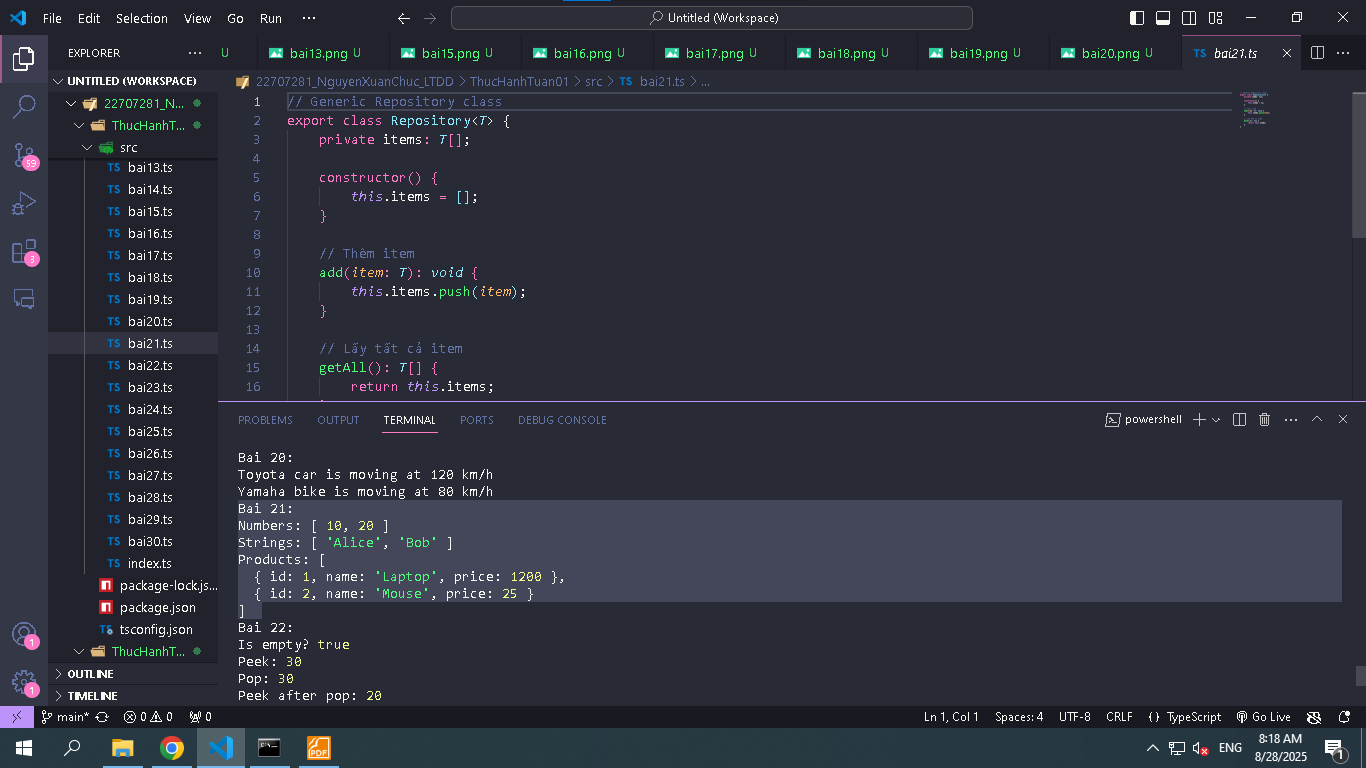 File Edit Selection View Go Run ··· Untitled (Workspace)
EXPLORER ··· U bai13.png U bai15.png U bai16.png U bai17.png U bai18.png U bai19.png U bai20.png U TS bai21.ts
UNTITLED (WORKSPACE)
22707281_N...
ThucHanhT...
src
TS bai13.ts
TS bai14.ts
TS bai15.ts
TS bai16.ts
TS bai17.ts
TS bai18.ts
TS bai19.ts
TS bai20.ts
TS bai21.ts
TS bai22.ts
TS bai23.ts
TS bai24.ts
TS bai25.ts
TS bai26.ts
TS bai27.ts
TS bai28.ts
TS bai29.ts
TS bai30.ts
TS index.ts
package-lock.js...
package.json
TS tsconfig.json
ThucHanhT...
OUTLINE
TIMELINE
59
3
1
1
22707281_NguyenXuanChuc_LTDD > ThucHanhTuan01 > src > TS bai21.ts > ...
1 // Generic Repository class
2 export class Repository<T> {
3 private items: T[];
4
5 constructor() {
6 this.items = [];
7 }
8
9 // Thêm item
10 add(item: T): void {
11 this.items.push(item);
12 }
13
14 // Lấy tất cả item
15 getAll(): T[] {
16 return this.items;
PROBLEMS OUTPUT TERMINAL PORTS DEBUG CONSOLE powershell
Bai 20:
Toyota car is moving at 120 km/h
Yamaha bike is moving at 80 km/h
Bai 21:
Numbers: [ 10, 20 ]
Strings: [ 'Alice', 'Bob' ]
Products: [
{ id: 1, name: 'Laptop', price: 1200 },
{ id: 2, name: 'Mouse', price: 25 }
]
Bai 22:
Is empty? true
Peek: 30
Pop: 30
Peek after pop: 20
main* 0 0 0 Ln 1, Col 1 Spaces: 4 UTF-8 CRLF {} TypeScript Go Live
PDF ENG 8:18 AM
8/28/2025 1